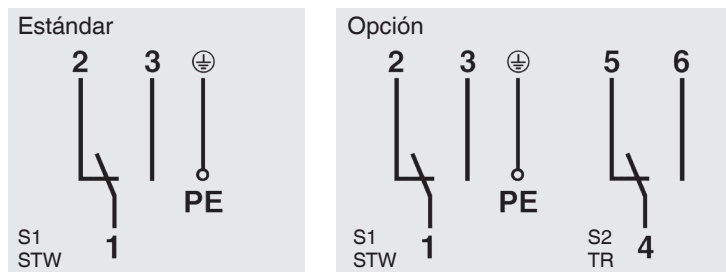 Estándar
2 3
PE
S1
STW 1
Opción
2 3 5 6
PE
S1
STW 1
S2
TR 4